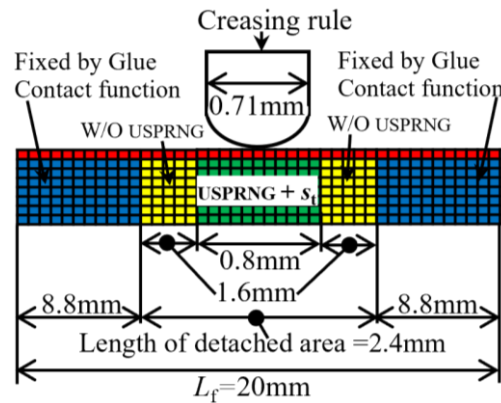 Creasing rule
Fixed by Glue
Contact function
Fixed by Glue
Contact function
0.71mm
W/O USPRNG
W/O USPRNG
USPRNG + st
0.8mm
1.6mm
8.8mm
8.8mm
Length of detached area =2.4mm
Lf=20mm